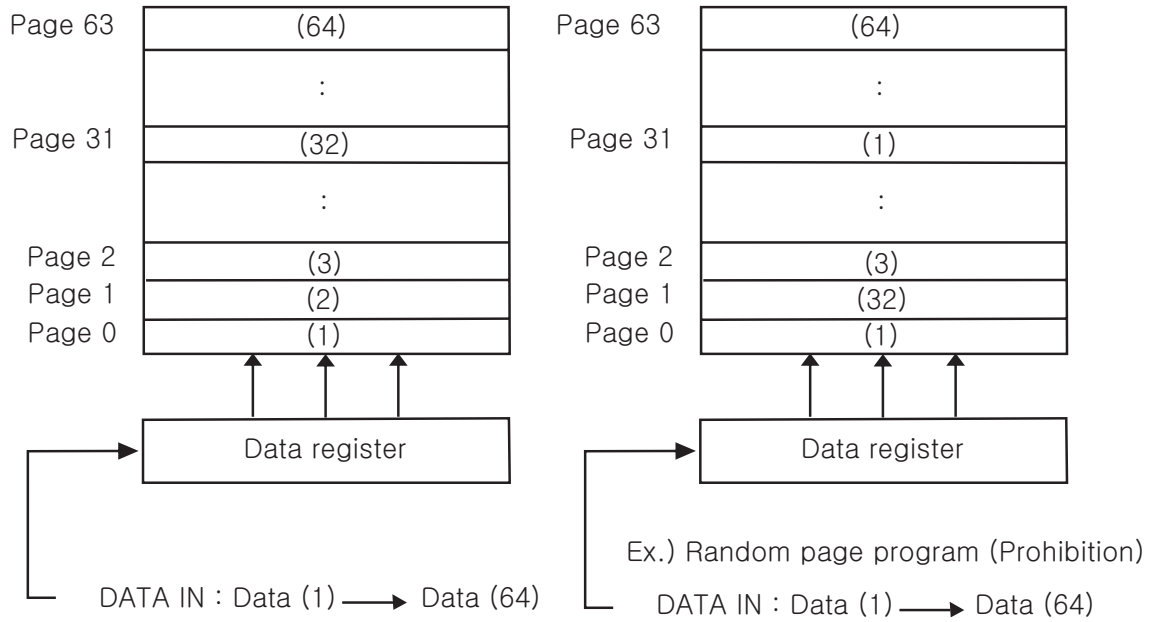 Page 63 (64)
:
Page 31 (32)
:
Page 2 (3)
Page 1 (2)
Page 0 (1)
Data register
DATA IN : Data (1) Data (64)
Page 63 (64)
:
Page 31 (1)
:
Page 2 (3)
Page 1 (32)
Page 0 (1)
Data register
Ex.) Random page program (Prohibition)
DATA IN : Data (1) Data (64)